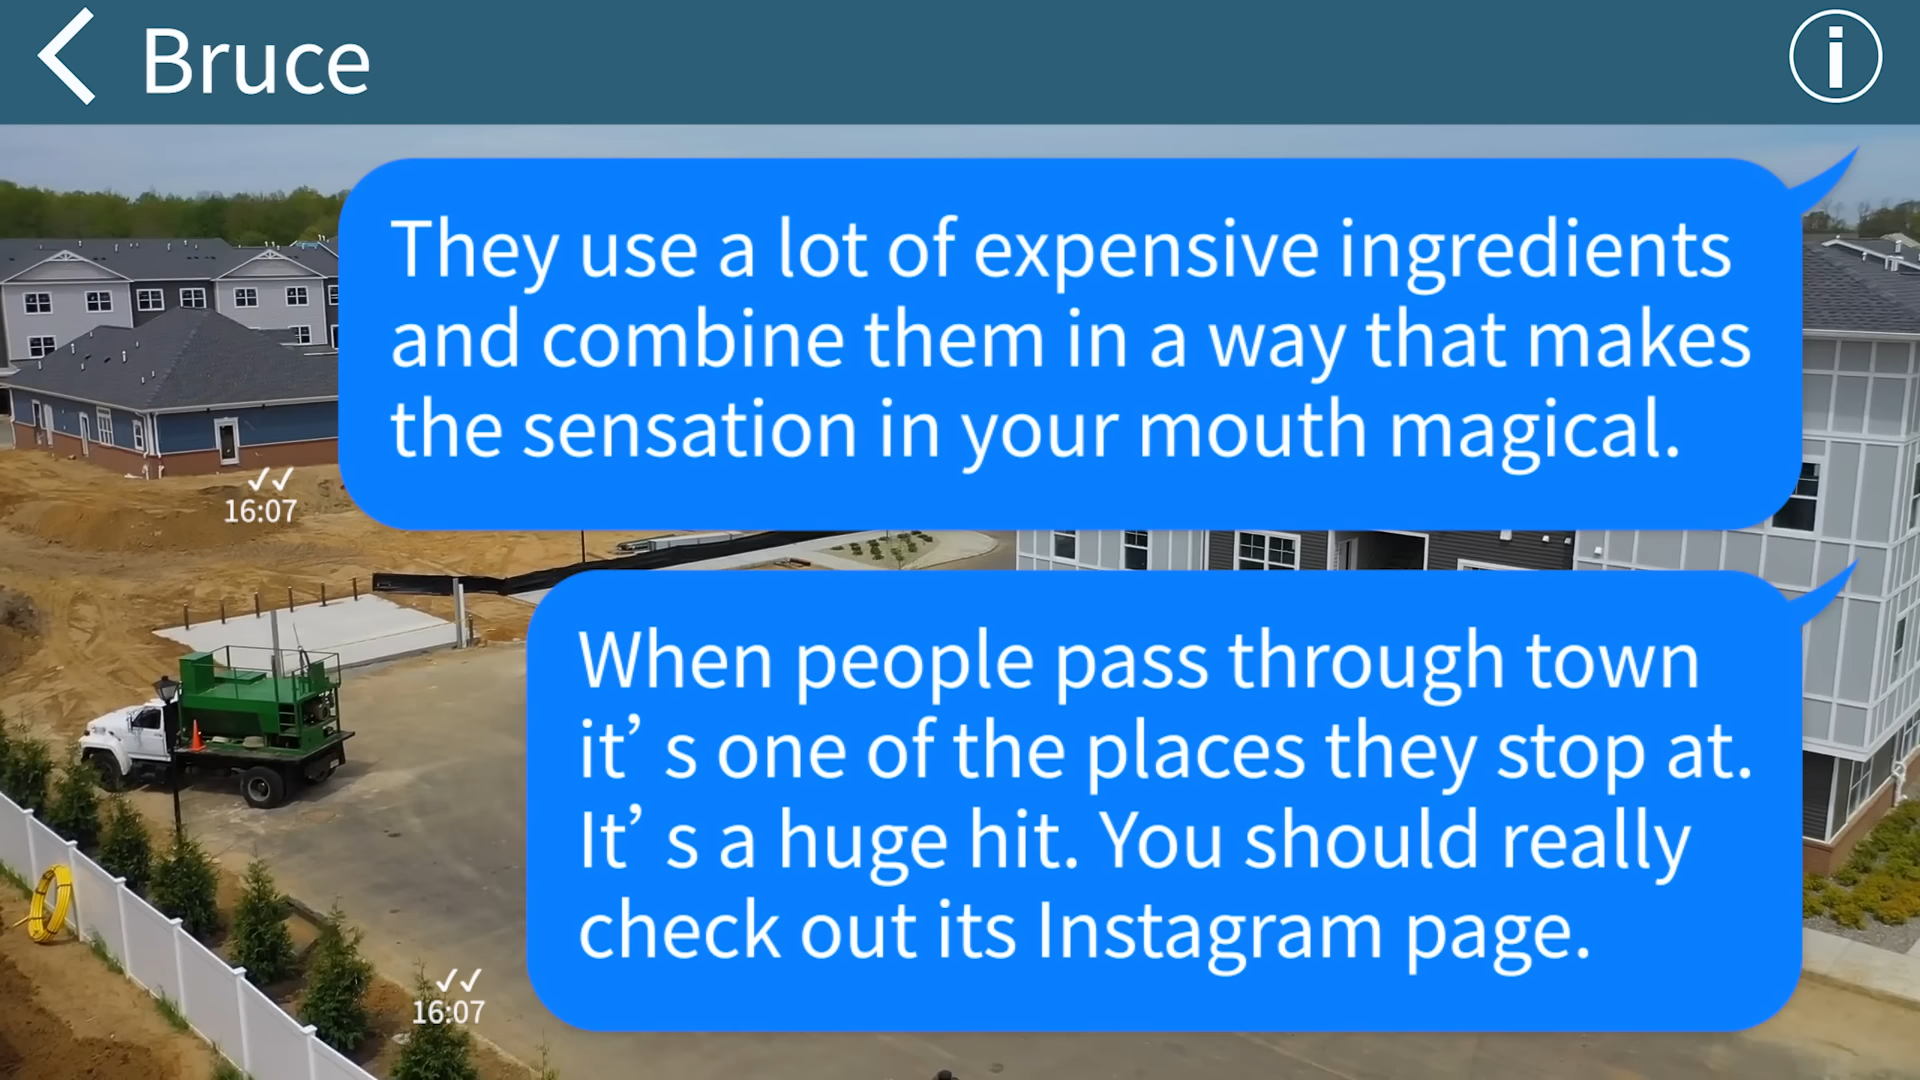 Bruce
They use a lot of expensive ingredients
and combine them in a way that makes
the sensation in your mouth magical.
16:07
When people pass through town
it’s one of the places they stop at.
It’s a huge hit. You should really
check out its Instagram page.
16:07